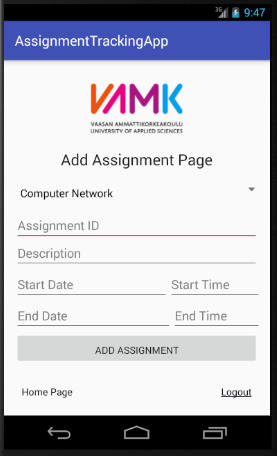 3G 9:47
AssignmentTrackingApp
VAMK
VAASAN AMMATTIKORKEAKOULU
UNIVERSITY OF APPLIED SCIENCES
Add Assignment Page
Computer Network
Assignment ID
Description
Start Date Start Time
End Date End Time
ADD ASSIGNMENT
Home Page Logout